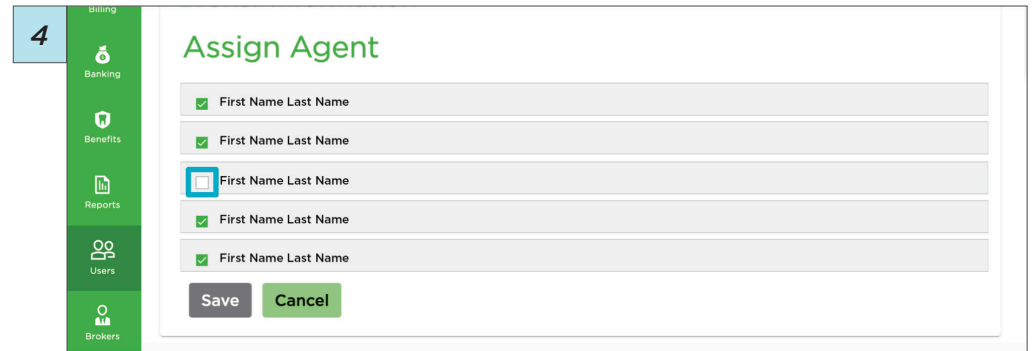 4
Billing
Banking
Benefits
Reports
Users
Brokers
Assign Agent
First Name Last Name
First Name Last Name
First Name Last Name
First Name Last Name
First Name Last Name
Save Cancel